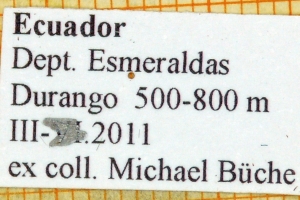 Ecuador
Dept. Esmeraldas
Durango 500-800 m
III- .2011
ex coll. Michael Büche